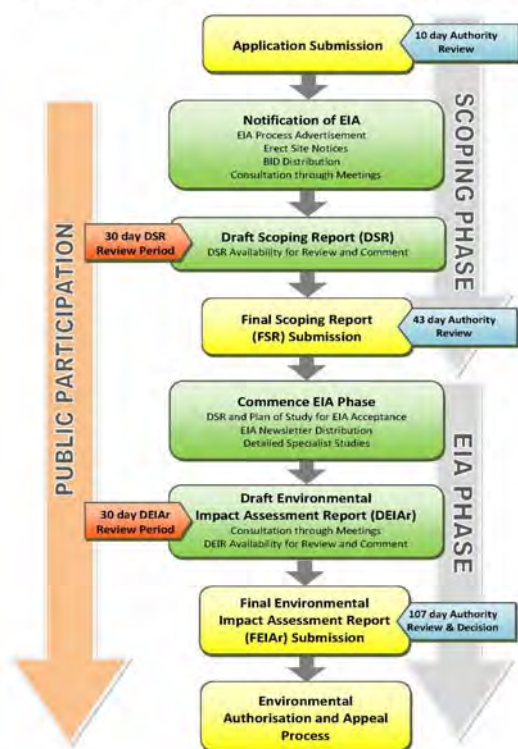 Application Submission
10 day Authority
Review
SCOPING PHASE
Notification of EIA
EIA Process Advertisement
Erect Site Notices
BID Distribution
Consultation through Meetings
PUBLIC PARTICIPATION
30 day DSR
Review Period
Draft Scoping Report (DSR)
DSR Availability for Review and Comment
Final Scoping Report
(FSR) Submission
43 day Authority
Review
Commence EIA Phase
DSR and Plan of Study for EIA Acceptance
EIA Newsletter Distribution
Detailed Specialist Studies
EIA PHASE
30 day DEIAr
Review Period
Draft Environmental
Impact Assessment Report (DEIAr)
Consultation through Meetings
DEIR Availability for Review and Comment
Final Environmental
Impact Assessment Report
(FEIAr) Submission
107 day Authority
Review & Decision
Environmental
Authorisation and Appeal
Process